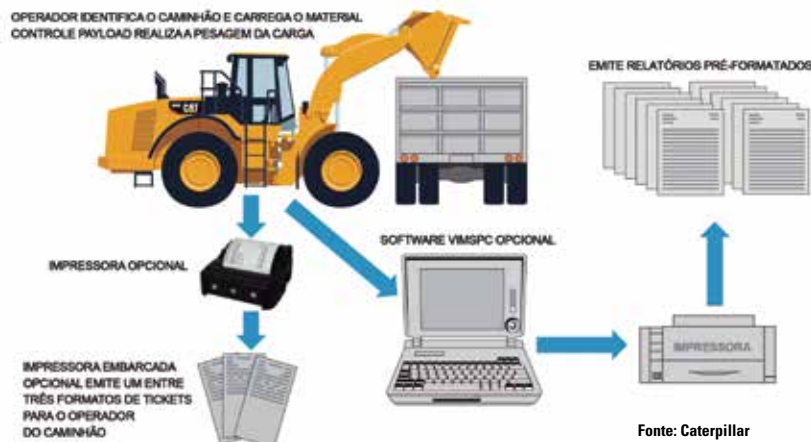 OPERADOR IDENTIFICA O CAMINHÃO E CARREGA O MATERIAL
CONTROLE PAYLOAD REALIZA A PESAGEM DA CARGA
EMITE RELATÓRIOS PRÉ-FORMATADOS
CAT
SOFTWARE VIMSPC OPCIONAL
IMPRESSORA OPCIONAL
IMPRESSORA
IMPRESSORA EMBARCADA
OPCIONAL EMITE UM ENTRE
TRÊS FORMATOS DE TICKETS
PARA O OPERADOR
DO CAMINHÃO
Fonte: Caterpillar